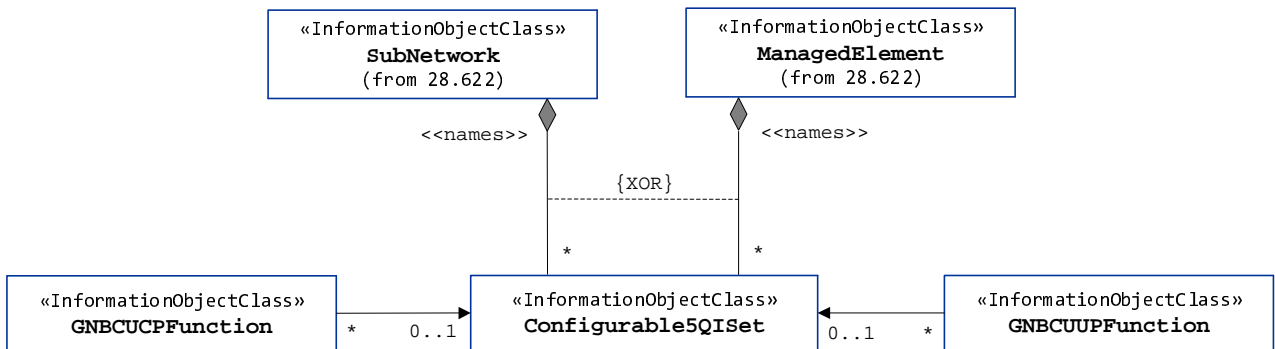 «InformationObjectClass»
SubNetwork
(from 28.622)
«InformationObjectClass»
ManagedElement
(from 28.622)
<<names>>
<<names>>
{XOR}
*
*
«InformationObjectClass»
GNBCUCPFunction
*
0..1
«InformationObjectClass»
Configurable5QISet
0..1
*
«InformationObjectClass»
GNBCUUPFunction